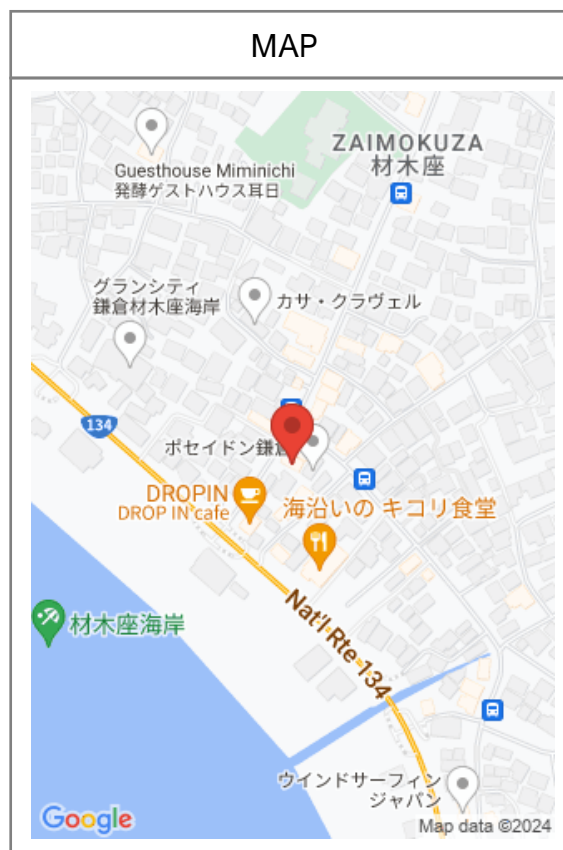 MAP
ZAIMOKUZA
材木座
Guesthouse Miminichi
発酵ゲストハウス耳日
グランシティ
鎌倉材木座海岸
カサ・クラヴェル
134
ポセイドン鎌倉
DROPIN
DROP IN cafe
海沿いの キコリ食堂
Nat'l Rte 134
材木座海岸
ウインドサーフィン
ジャパン
Google
Map data ©2024